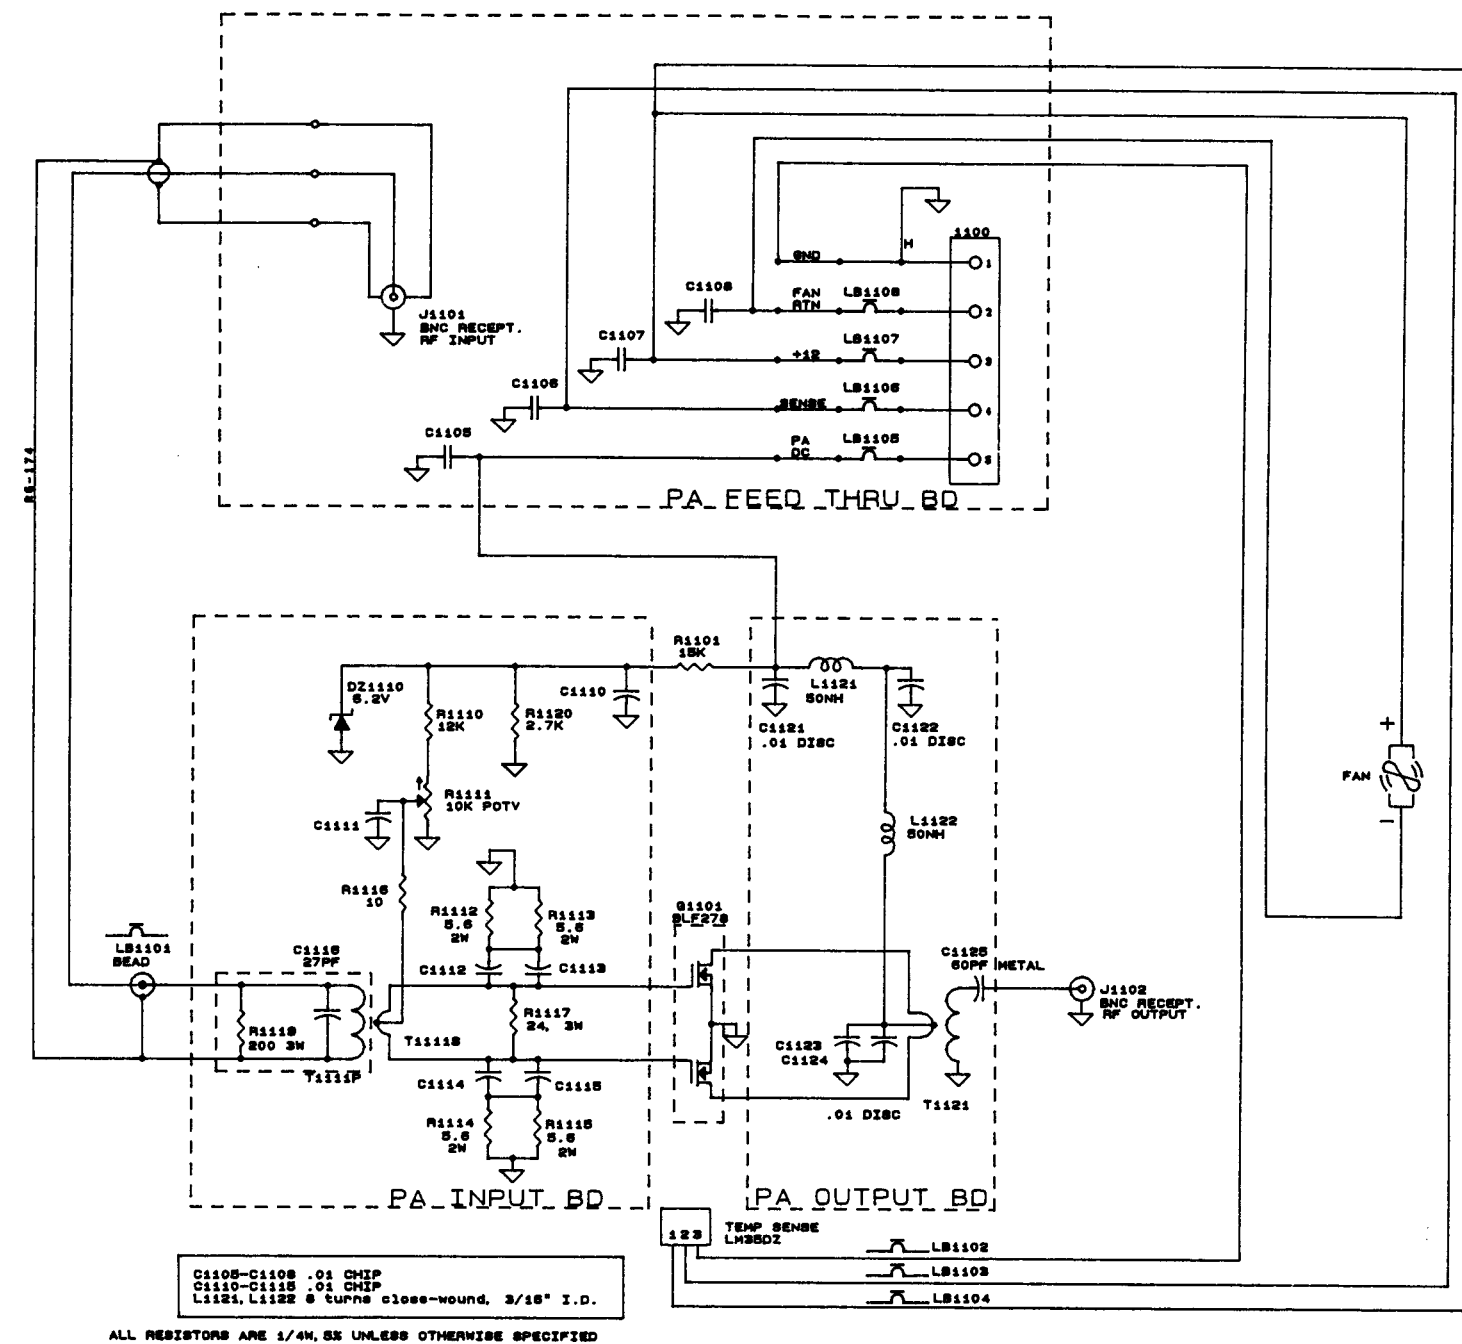 J1101
BNC RECEPT.
RF INPUT
RG-174
1100
H
GND
1
C1108
FAN
RTN
LB1108
2
C1107
+12
LB1107
3
C1106
SENSE
LB1106
4
C1105
PA
DC
LB1105
5
PA FEED THRU BD
R1101
15K
DZ1110
6.2V
R1110
12K
R1120
2.7K
C1110
L1121
50NH
C1121
.01 DISC
C1122
.01 DISC
+
FAN
-
R1111
10K POTV
C1111
L1122
50NH
R1116
10
R1112
5.6
2W
R1113
5.6
2W
Q1101
BLF278
LB1101
BEAD
C1116
27PF
C1112
C1113
C1125
60PF METAL
J1102
BNC RECEPT.
RF OUTPUT
R1119
200 3W
T1111S
R1117
24, 3W
C1123
C1124
T1111P
C1114
C1115
.01 DISC
T1121
R1114
5.6
2W
R1115
5.6
2W
PA INPUT BD
PA OUTPUT BD
123
TEMP SENSE
LM35DZ
LB1102
LB1103
LB1104
C1105-C1108 .01 CHIP
C1110-C1115 .01 CHIP
L1121, L1122 6 turns close-wound, 3/16" I.D.
ALL RESISTORS ARE 1/4W, 5% UNLESS OTHERWISE SPECIFIED